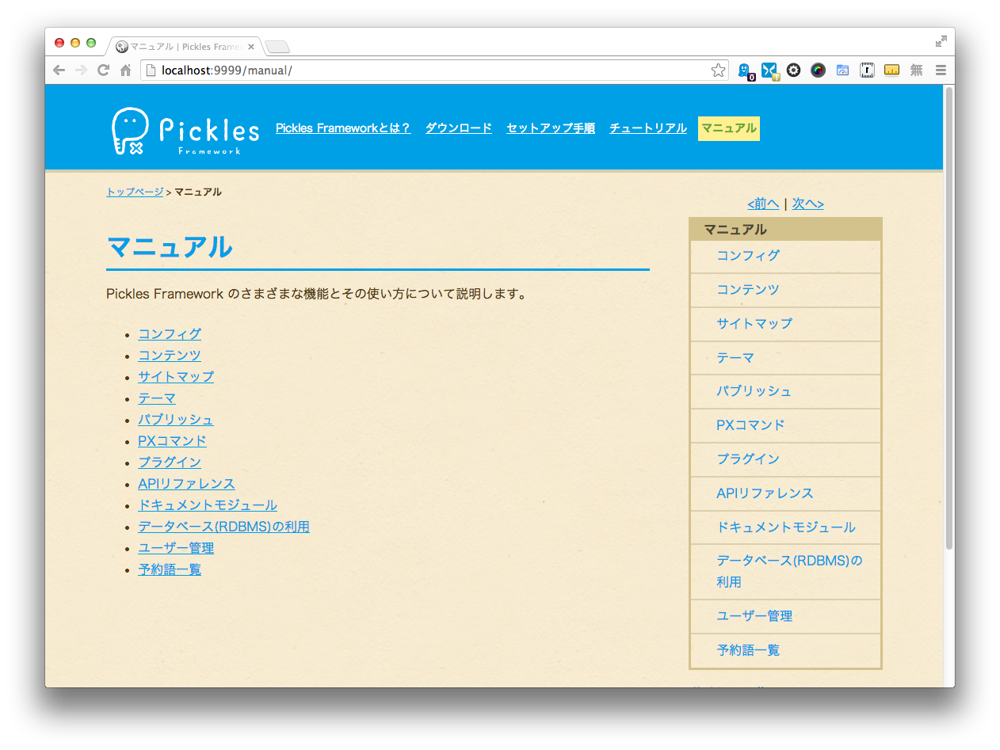 マニュアル | Pickles Frame
localhost:9999/manual/
Pickles
Framework
Pickles Frameworkとは？ ダウンロード セットアップ手順 チュートリアル マニュアル
トップページ > マニュアル
マニュアル
Pickles Framework のさまざまな機能とその使い方について説明します。
コンフィグ
コンテンツ
サイトマップ
テーマ
パブリッシュ
PXコマンド
プラグイン
APIリファレンス
ドキュメントモジュール
データベース(RDBMS)の利用
ユーザー管理
予約語一覧
<前へ | 次へ>
マニュアル
コンフィグ
コンテンツ
サイトマップ
テーマ
パブリッシュ
PXコマンド
プラグイン
APIリファレンス
ドキュメントモジュール
データベース(RDBMS)の
利用
ユーザー管理
予約語一覧
0
r
無